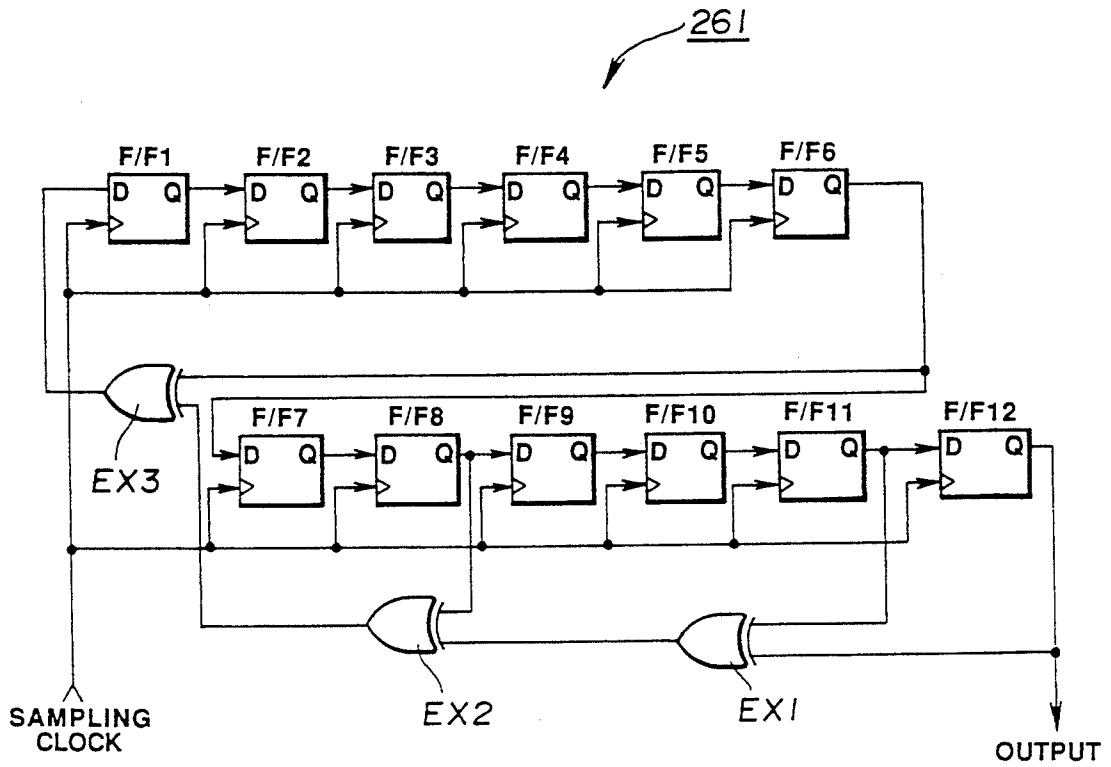 261
F/F1 F/F2 F/F3 F/F4 F/F5 F/F6
D Q D Q D Q D Q D Q D Q
F/F7 F/F8 F/F9 F/F10 F/F11 F/F12
D Q D Q D Q D Q D Q D Q
EX3
EX2
EX1
SAMPLING
CLOCK
OUTPUT